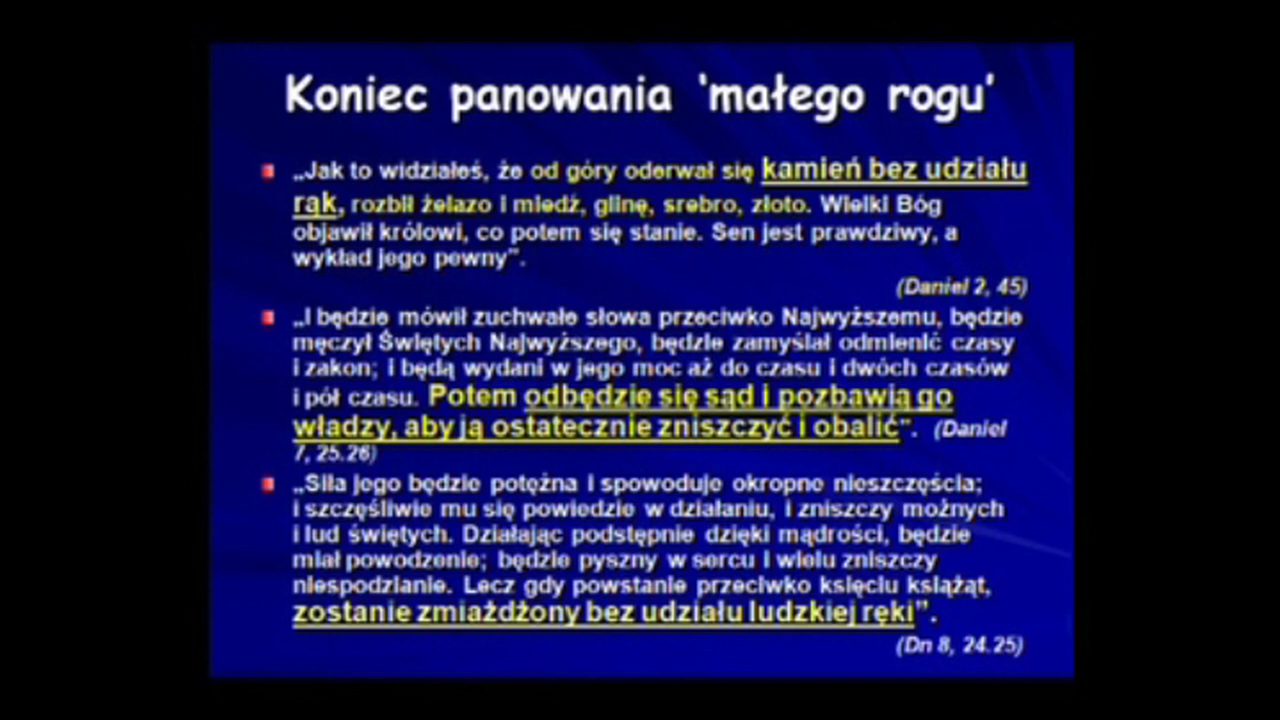 Koniec panowania ‘małego rogu’
„Jak to widziałeś, że od góry oderwał się kamień bez udziału
rąk, rozbił żelazo i miedź, glinę, srebro, złoto. Wielki Bóg
objawił królowi, co potem się stanie. Sen jest prawdziwy, a
wykład jego pewny”.
(Daniel 2, 45)
„I będzie mówił zuchwałe słowa przeciwko Najwyższemu, będzie
męczył Świętych Najwyższego, będzie zamyślał odmienić czasy
i zakon; i będą wydani w jego moc aż do czasu i dwóch czasów
i pół czasu. Potem odbędzie się sąd i pozbawią go
władzy, aby ją ostatecznie zniszczyć i obalić”. (Daniel
7, 25.26)
„Siła jego będzie potężna i spowoduje okropne nieszczęścia;
i szczęśliwie mu się powiedzie w działaniu, i zniszczy możnych
i lud świętych. Działając podstępnie dzięki mądrości, będzie
miał powodzenie; będzie pyszny w sercu i wielu zniszczy
niespodzianie. Lecz gdy powstanie przeciwko księciu książąt,
zostanie zmiażdżony bez udziału ludzkiej ręki”.
(Dn 8, 24.25)